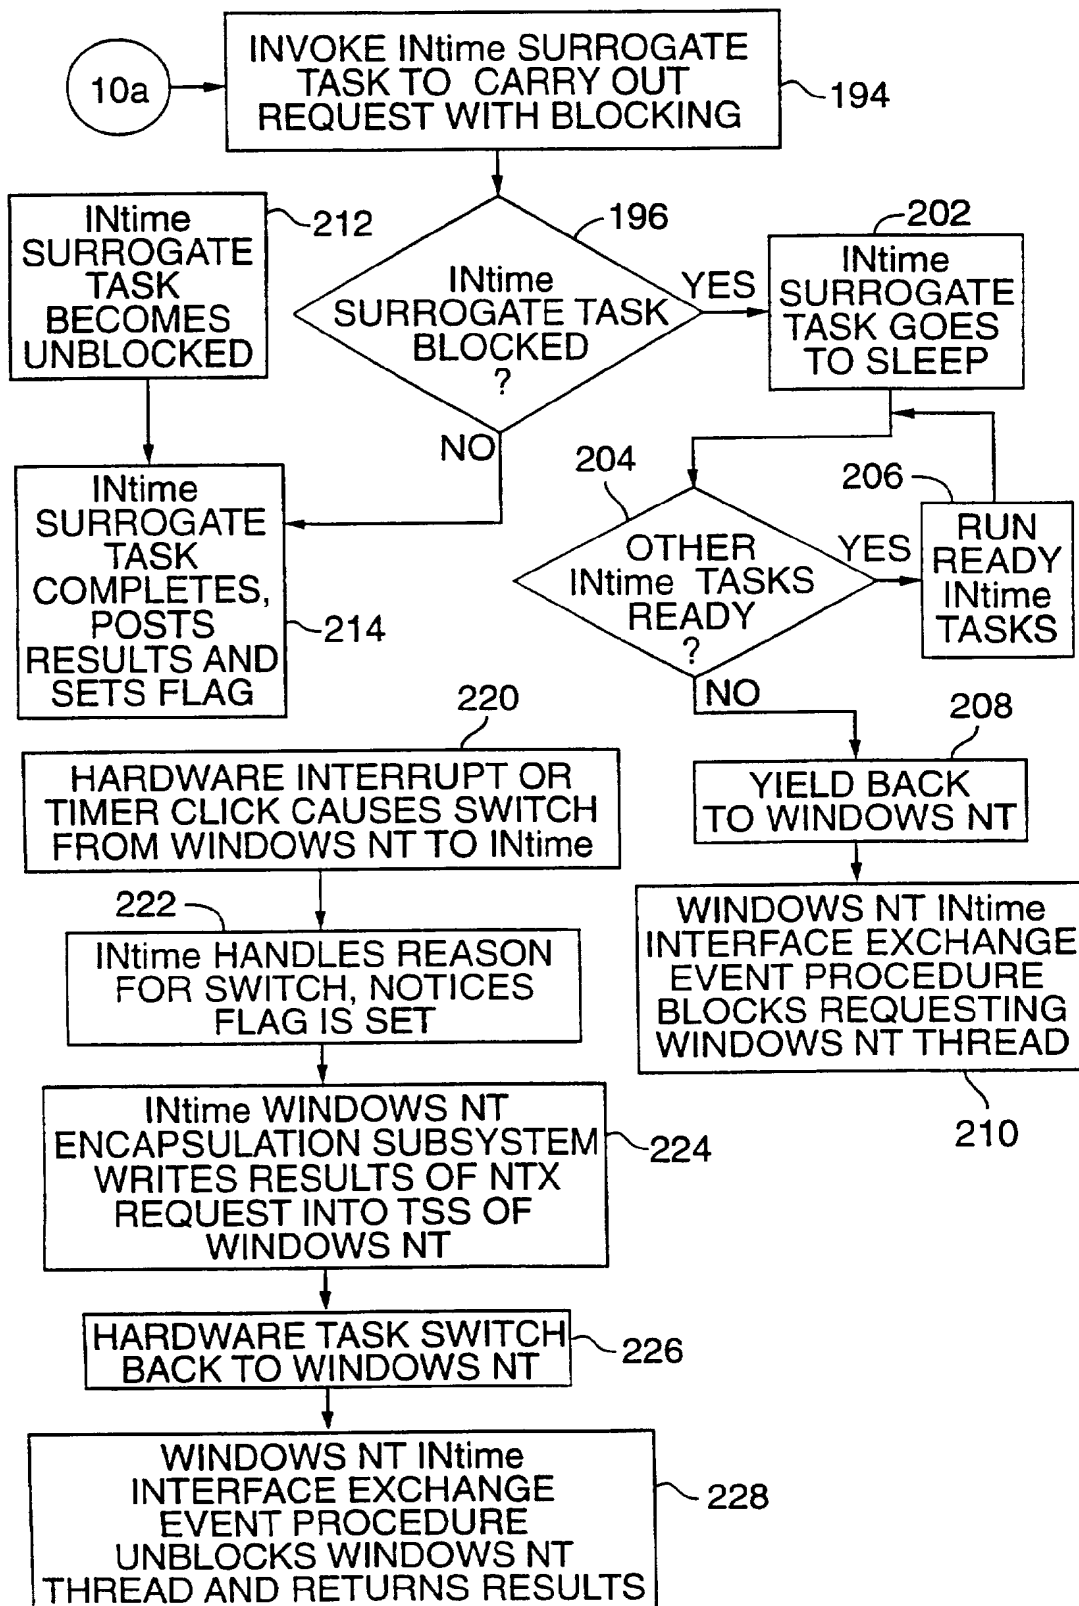 10a
INVOKE INtime SURROGATE
TASK TO CARRY OUT
REQUEST WITH BLOCKING
194
INtime
SURROGATE
TASK
BECOMES
UNBLOCKED
212
196
INtime
SURROGATE TASK
BLOCKED
?
YES
NO
202
INtime
SURROGATE
TASK GOES
TO SLEEP
204
OTHER
INtime TASKS
READY
?
YES
NO
206
RUN
READY
INtime
TASKS
INtime
SURROGATE
TASK
COMPLETES,
POSTS
RESULTS AND
SETS FLAG
214
208
YIELD BACK
TO WINDOWS NT
WINDOWS NT INtime
INTERFACE EXCHANGE
EVENT PROCEDURE
BLOCKS REQUESTING
WINDOWS NT THREAD
210
220
HARDWARE INTERRUPT OR
TIMER CLICK CAUSES SWITCH
FROM WINDOWS NT TO INtime
222
INtime HANDLES REASON
FOR SWITCH, NOTICES
FLAG IS SET
INtime WINDOWS NT
ENCAPSULATION SUBSYSTEM
WRITES RESULTS OF NTX
REQUEST INTO TSS OF
WINDOWS NT
224
HARDWARE TASK SWITCH
BACK TO WINDOWS NT
226
WINDOWS NT INtime
INTERFACE EXCHANGE
EVENT PROCEDURE
UNBLOCKS WINDOWS NT
THREAD AND RETURNS RESULTS
228